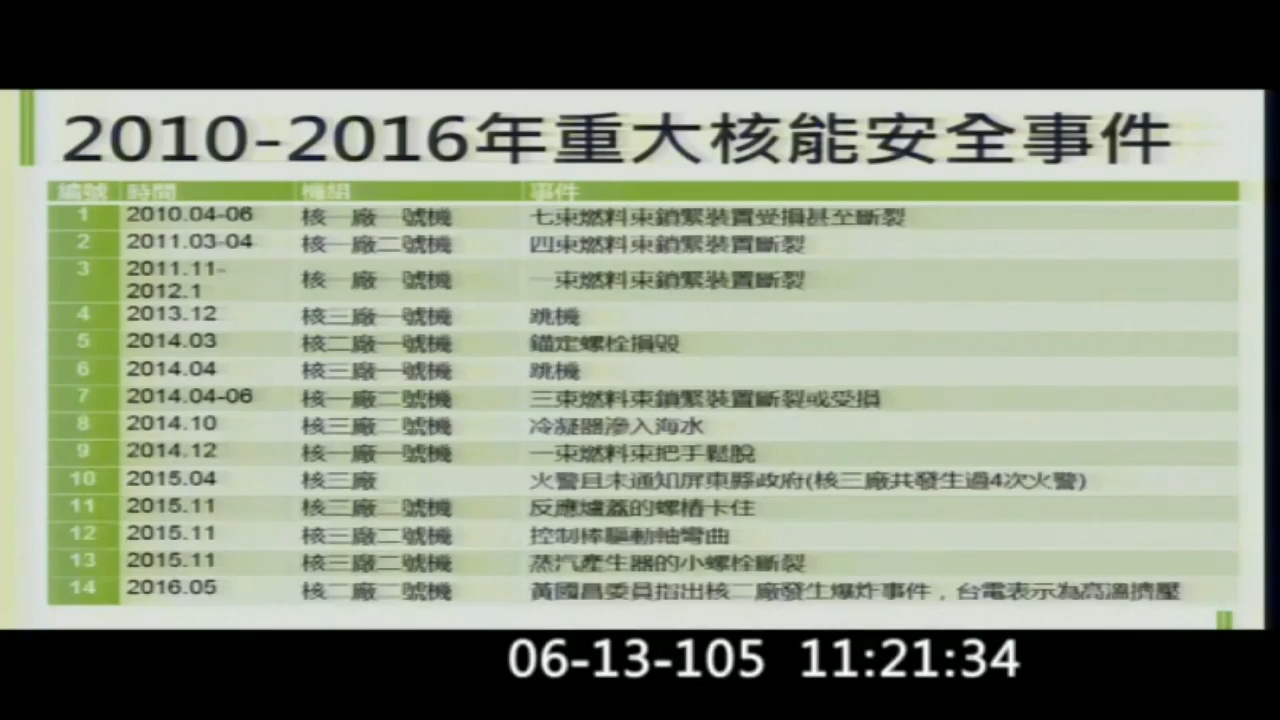 2010-2016年重大核能安全事件
編號 時間 機組 事件
1 2010.04-06 核一廠一號機 七束燃料束鎖緊裝置受損甚至斷裂
2 2011.03-04 核一廠二號機 四束燃料束鎖緊裝置斷裂
3 2011.11-2012.1 核一廠一號機 一束燃料束鎖緊裝置斷裂
4 2013.12 核三廠一號機 跳機
5 2014.03 核二廠一號機 錨定螺栓損毀
6 2014.04 核三廠一號機 跳機
7 2014.04-06 核一廠二號機 三束燃料束鎖緊裝置斷裂或受損
8 2014.10 核三廠二號機 冷凝器滲入海水
9 2014.12 核一廠一號機 一束燃料束把手鬆脫
10 2015.04 核三廠 火警且未通知屏東縣政府(核三廠共發生過4次火警)
11 2015.11 核三廠二號機 反應爐蓋的螺樁卡住
12 2015.11 核三廠二號機 控制棒驅動軸彎曲
13 2015.11 核三廠二號機 蒸汽產生器的小螺栓斷裂
14 2016.05 核二廠二號機 黃國昌委員指出核二廠發生爆炸事件，台電表示為高溫擠壓
06-13-105 11:21:34